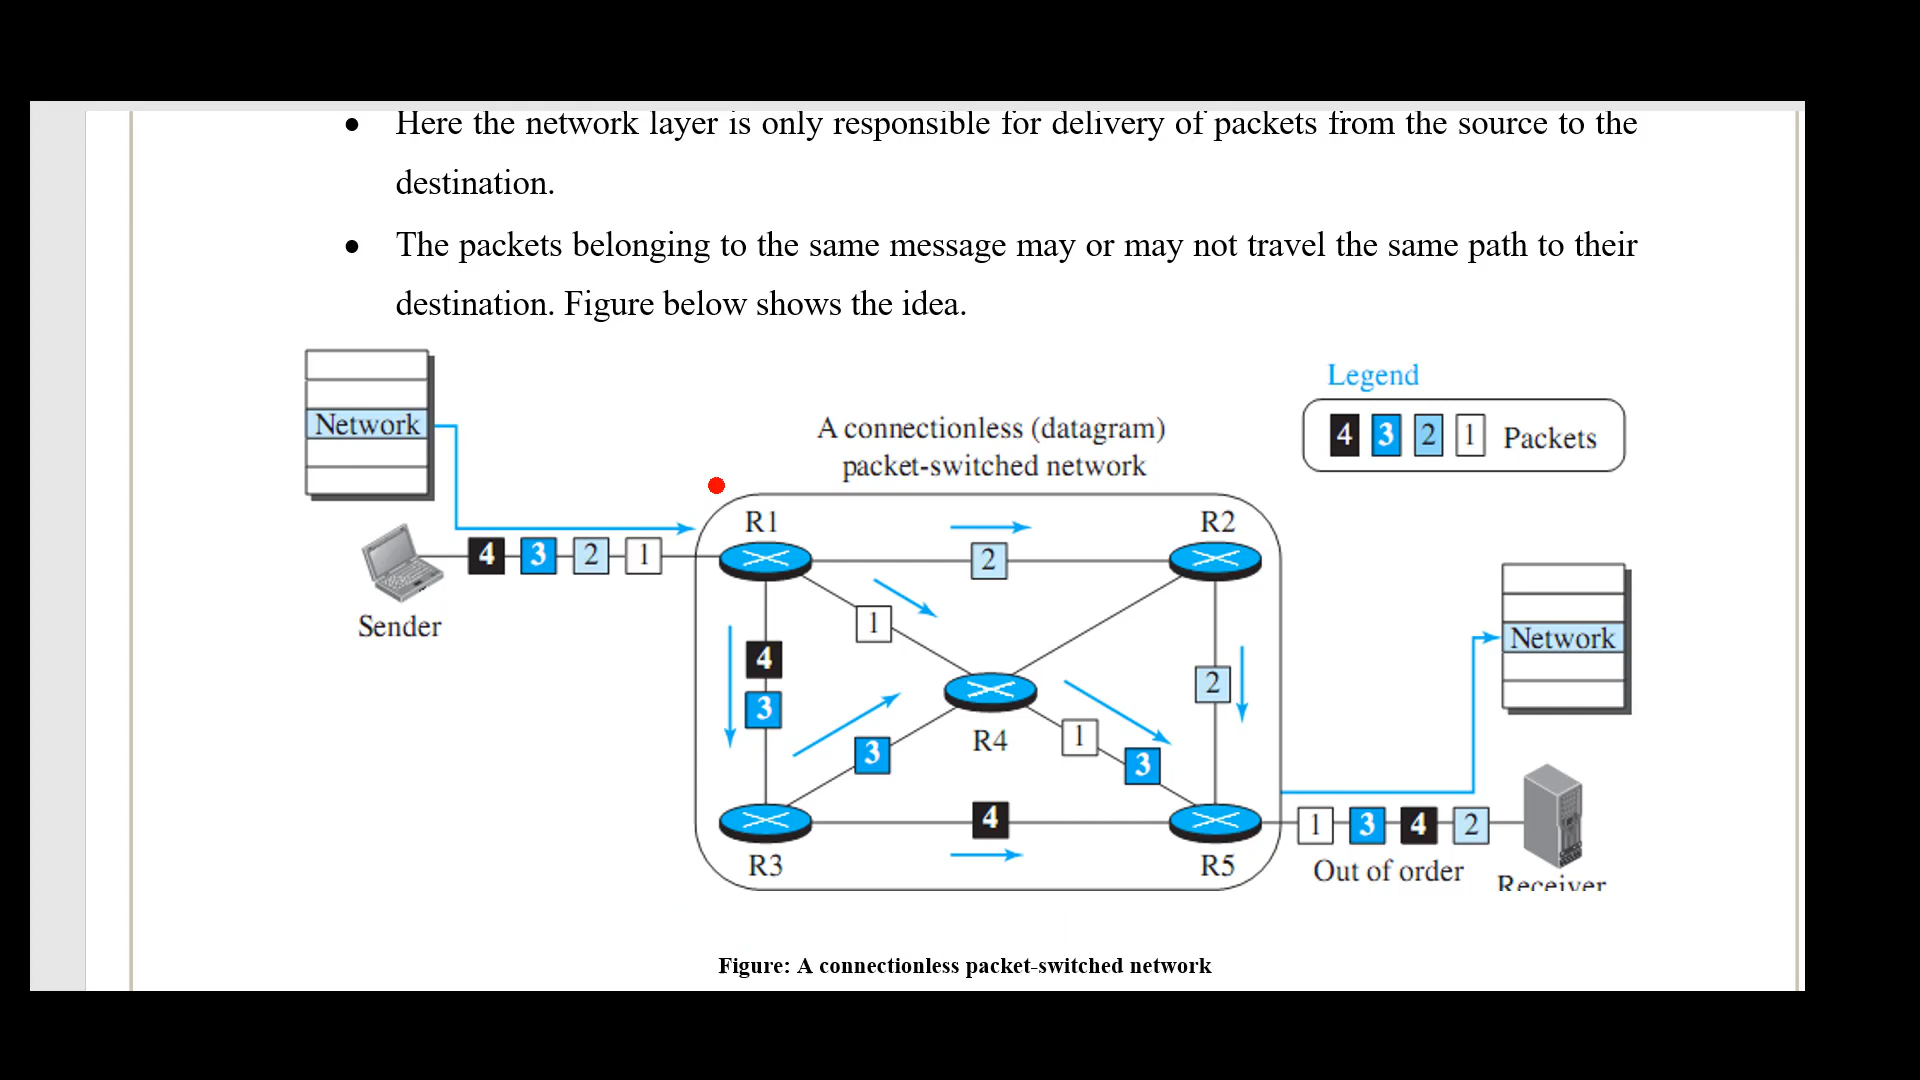 • Here the network layer is only responsible for delivery of packets from the source to the
destination.
• The packets belonging to the same message may or may not travel the same path to their
destination. Figure below shows the idea.
Legend
4 3 2 1 Packets
Network
A connectionless (datagram)
packet-switched network
R1
R2
4 3 2 1
2
Sender
1
4
3
2
Network
R4
3
1
3
4
1 3 4 2
R3
R5
Out of order
Receiver
Figure: A connectionless packet-switched network